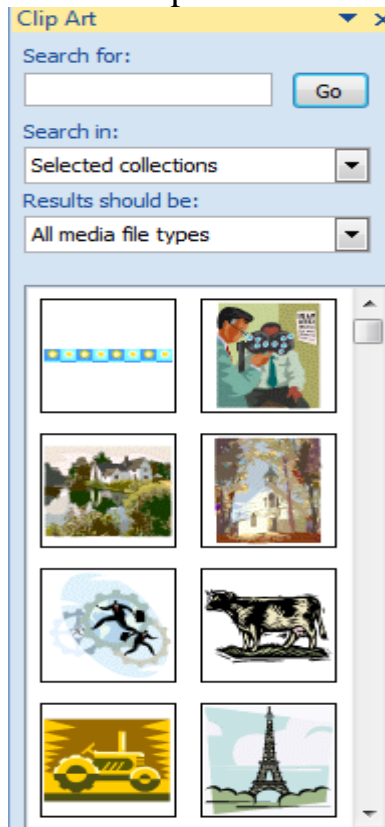 Clip Art
Search for:
Go
Search in:
Selected collections
Results should be:
All media file types